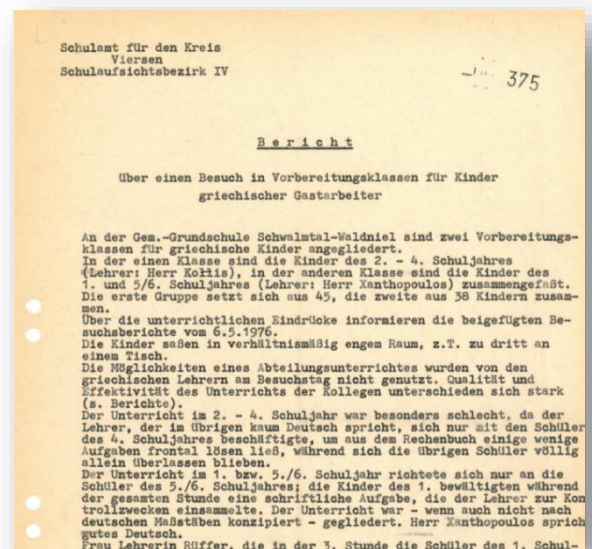 Schulamt für den Kreis
Viersen
Schulaufsichtsbezirk IV
375
Bericht
über einen Besuch in Vorbereitungsklassen für Kinder
griechischer Gastarbeiter
An der Gem.-Grundschule Schwalmtal-Waldniel sind zwei Vorbereitungs-
klassen für griechische Kinder angegliedert.
In der einen Klasse sind die Kinder des 2. - 4. Schuljahres
(Lehrer: Herr Kollis), in der anderen Klasse sind die Kinder des
1. und 5/6. Schuljahres (Lehrer: Herr Xanthopoulos) zusammengefaßt.
Die erste Gruppe setzt sich aus 45, die zweite aus 38 Kindern zusam-
men.
Über die unterrichtlichen Eindrücke informieren die beigefügten Be-
suchsberichte vom 6.5.1976.
Die Kinder saßen in verhältnismäßig engem Raum, z.T. zu dritt an
einem Tisch.
Die Möglichkeiten eines Abteilungsunterrichtes wurden von den
griechischen Lehrern am Besuchstag nicht genutzt. Qualität und
Effektivität des Unterrichts der Kollegen unterschieden sich stark
(s. Berichte).
Der Unterricht im 2. - 4. Schuljahr war besonders schlecht, da der
Lehrer, der im übrigen kaum Deutsch spricht, sich nur mit den Schüler
des 4. Schuljahres beschäftigte, um aus dem Rechenbuch einige wenige
Aufgaben frontal lösen ließ, während sich die übrigen Schüler völlig
allein überlassen blieben.
Der Unterricht im 1. bzw. 5./6. Schuljahr richtete sich nur an die
Schüler des 5./6. Schuljahres; die Kinder des 1. bewältigten während
der gesamten Stunde eine schriftliche Aufgabe, die der Lehrer zur Kon
trollzwecken einsammelte. Der Unterricht war - wenn auch nicht nach
deutschen Maßstäben konzipiert - gegliedert. Herr Xanthopoulos sprich
gutes Deutsch.
Frau Lehrerin Rüffer, die in der 3. Stunde die Schüler des 1. Schul-